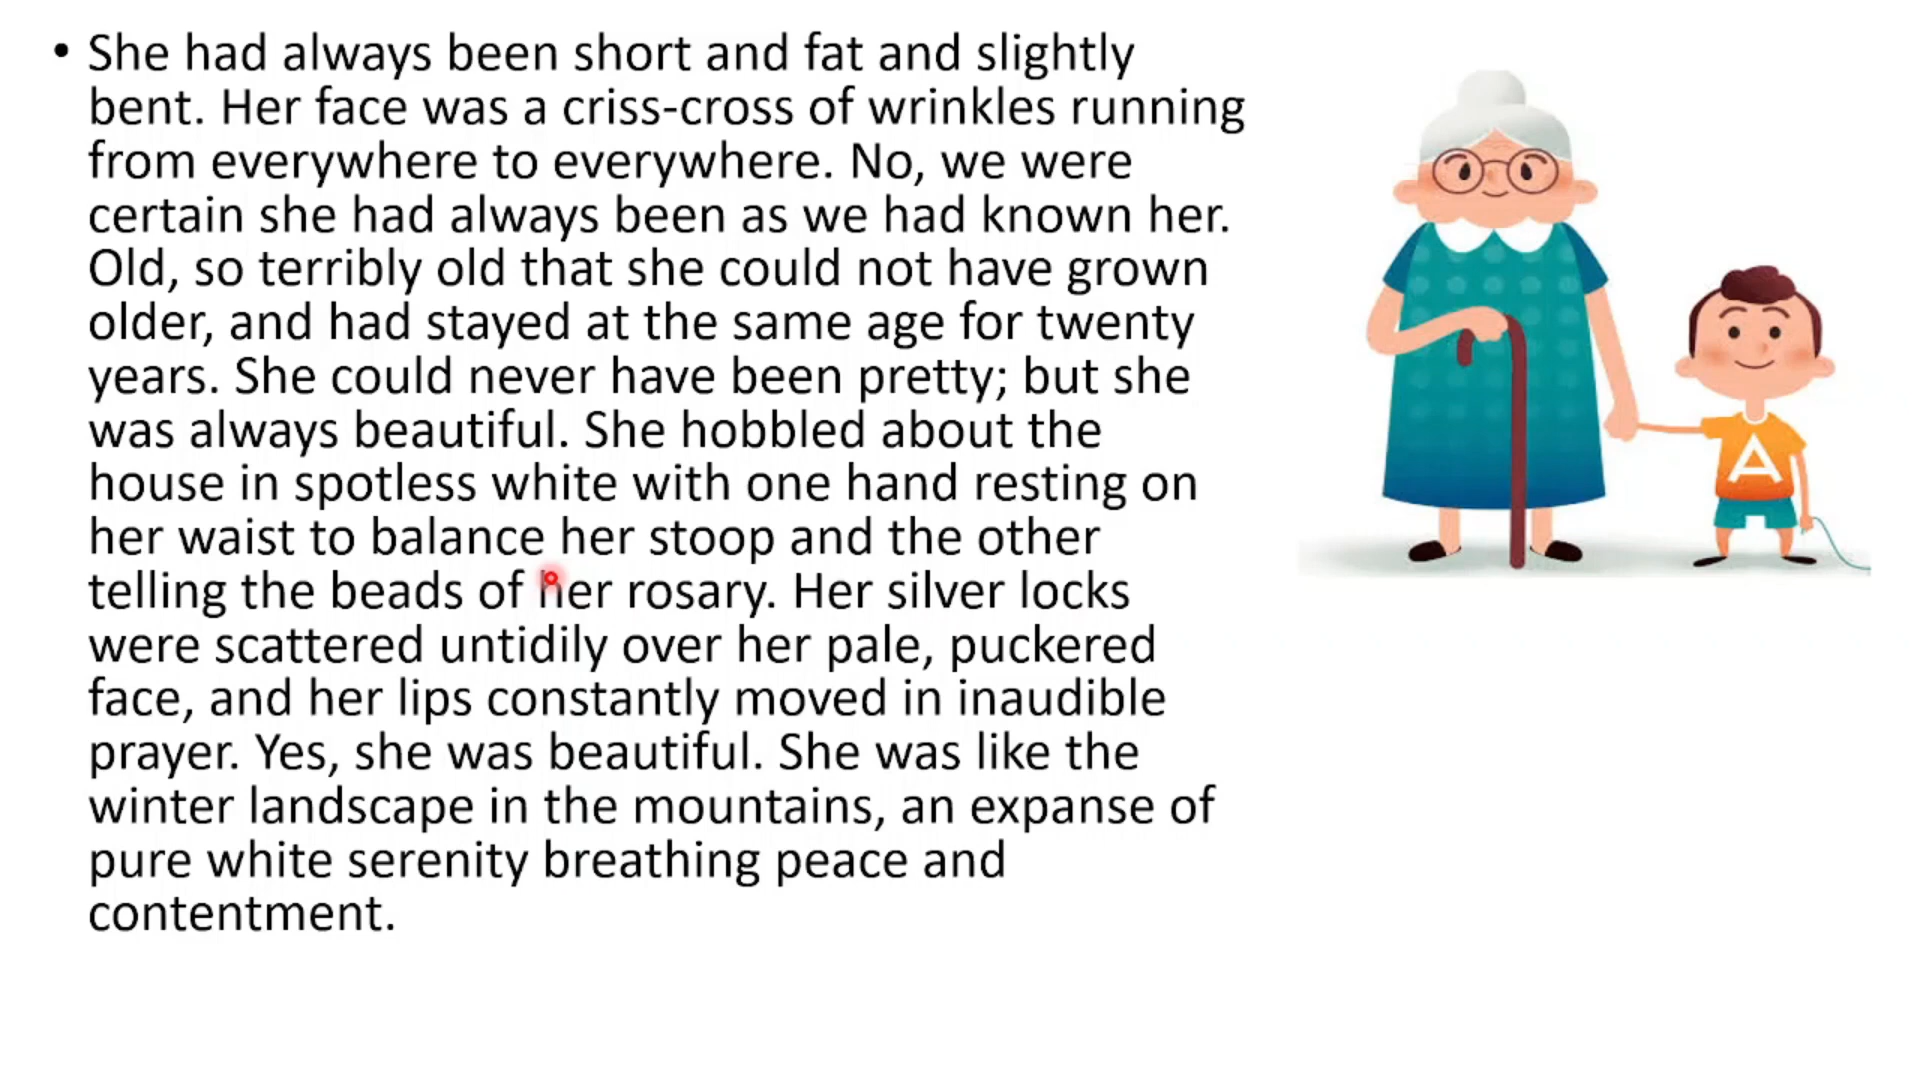 • She had always been short and fat and slightly
bent. Her face was a criss-cross of wrinkles running
from everywhere to everywhere. No, we were
certain she had always been as we had known her.
Old, so terribly old that she could not have grown
older, and had stayed at the same age for twenty
years. She could never have been pretty; but she
was always beautiful. She hobbled about the
house in spotless white with one hand resting on
her waist to balance her stoop and the other
telling the beads of her rosary. Her silver locks
were scattered untidily over her pale, puckered
face, and her lips constantly moved in inaudible
prayer. Yes, she was beautiful. She was like the
winter landscape in the mountains, an expanse of
pure white serenity breathing peace and
contentment.
A